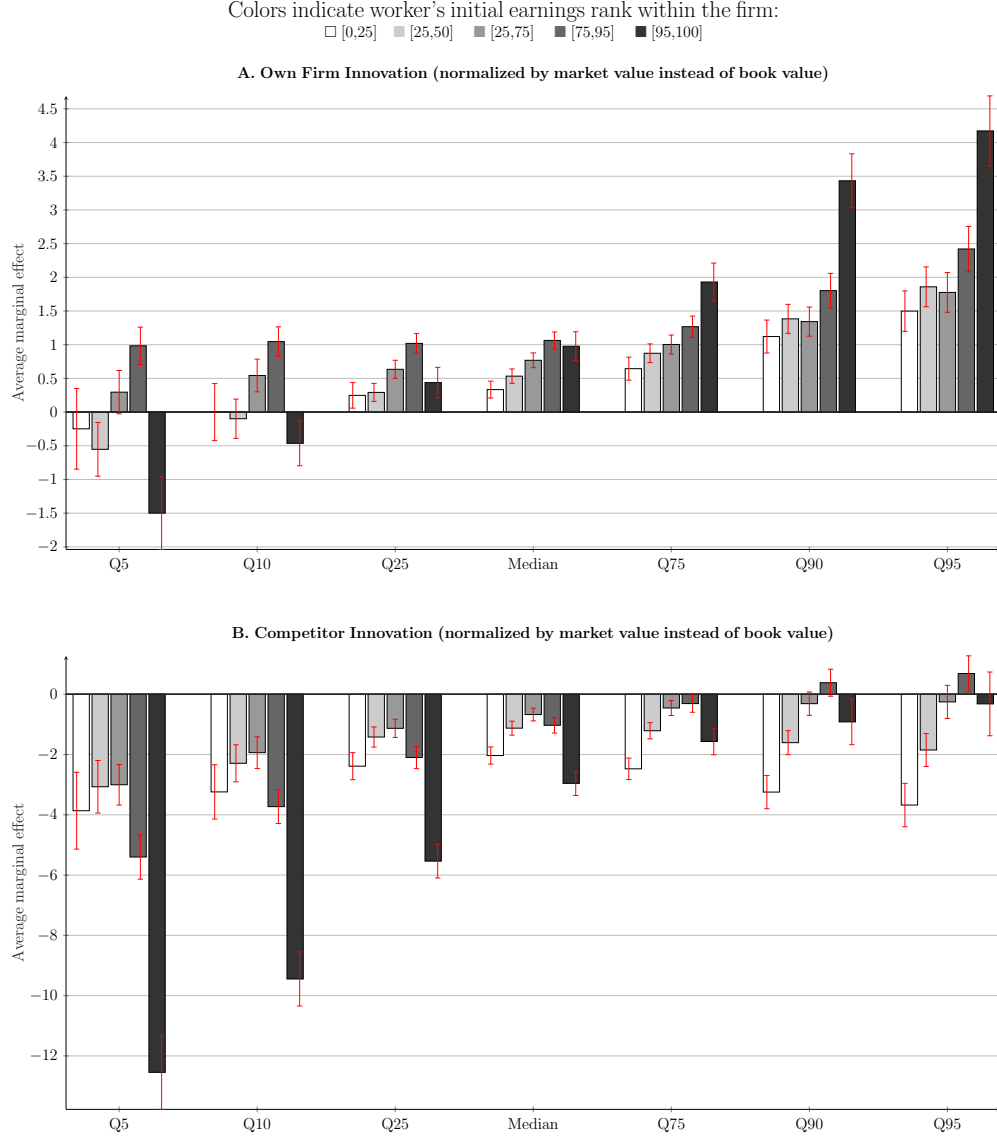 Colors indicate worker's initial earnings rank within the firm:
[0,25] [25,50] [25,75] [75,95] [95,100]
A. Own Firm Innovation (normalized by market value instead of book value)
Average marginal effect
4.5
4
3.5
3
2.5
2
1.5
1
0.5
0
−0.5
−1
−1.5
−2
Q5 Q10 Q25 Median Q75 Q90 Q95
B. Competitor Innovation (normalized by market value instead of book value)
Average marginal effect
0
−2
−4
−6
−8
−10
−12
Q5 Q10 Q25 Median Q75 Q90 Q95